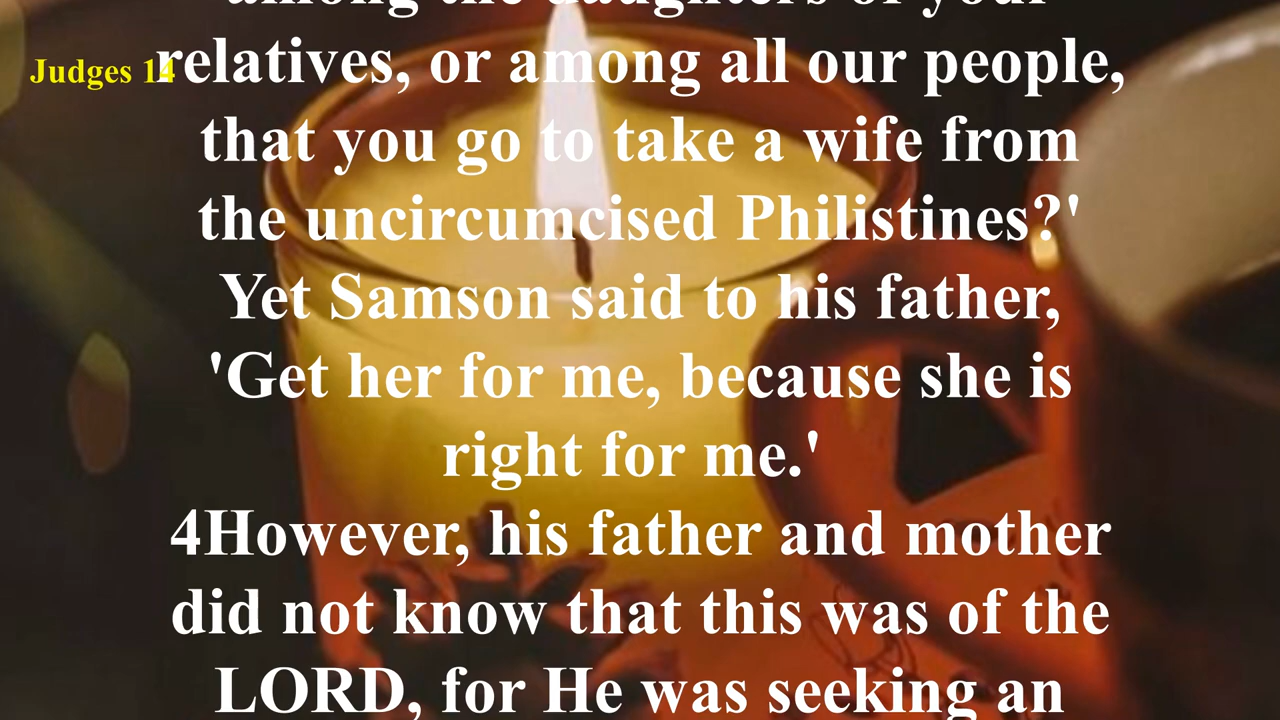 among the daughters of your
Judges 14
relatives, or among all our people,
that you go to take a wife from
the uncircumcised Philistines?'
Yet Samson said to his father,
'Get her for me, because she is
right for me.'
4However, his father and mother
did not know that this was of the
LORD, for He was seeking an